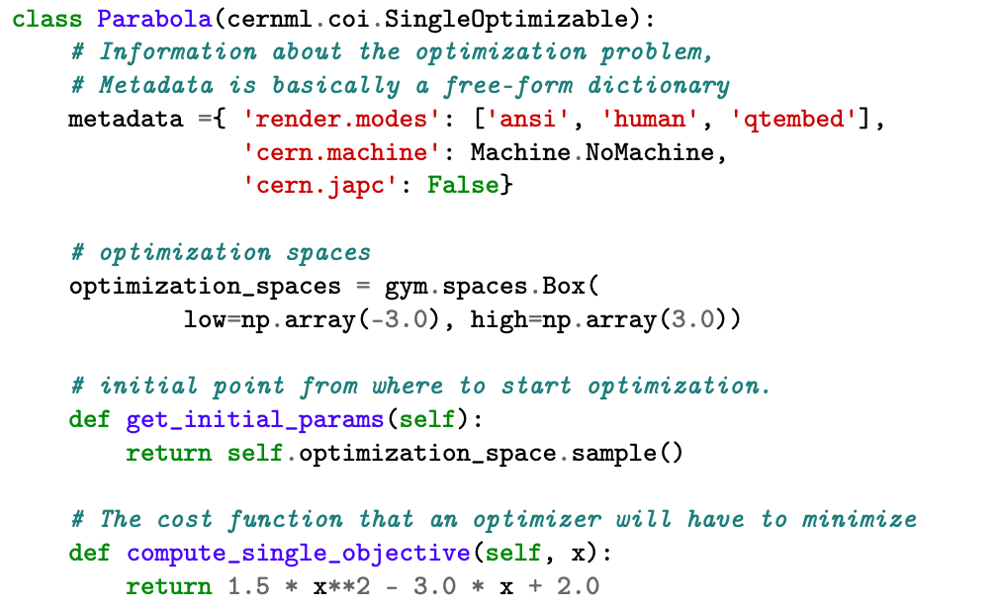 class Parabola(cernml.coi.SingleOptimizable):
    # Information about the optimization problem,
    # Metadata is basically a free-form dictionary
    metadata ={ 'render.modes': ['ansi', 'human', 'qtembed'],
                'cern.machine': Machine.NoMachine,
                'cern.japc': False}

    # optimization spaces
    optimization_spaces = gym.spaces.Box(
            low=np.array(-3.0), high=np.array(3.0))

    # initial point from where to start optimization.
    def get_initial_params(self):
        return self.optimization_space.sample()

    # The cost function that an optimizer will have to minimize
    def compute_single_objective(self, x):
        return 1.5 * x**2 - 3.0 * x + 2.0